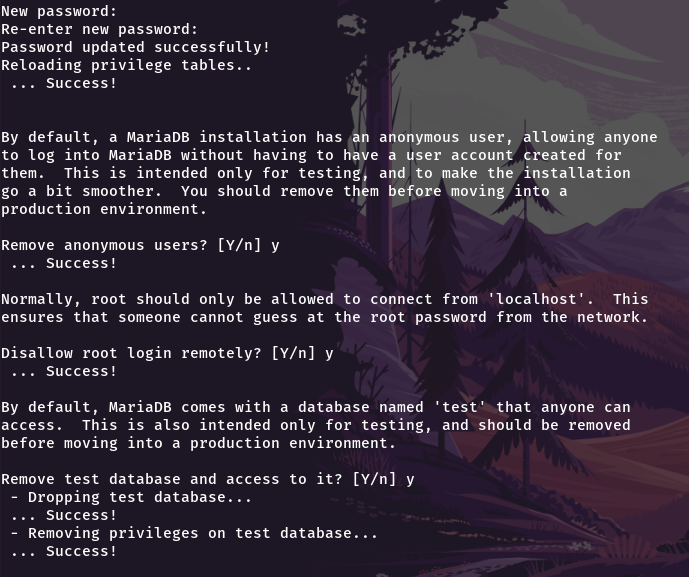 New password:
Re-enter new password:
Password updated successfully!
Reloading privilege tables..
 ... Success!

By default, a MariaDB installation has an anonymous user, allowing anyone
to log into MariaDB without having to have a user account created for
them.  This is intended only for testing, and to make the installation
go a bit smoother.  You should remove them before moving into a
production environment.

Remove anonymous users? [Y/n] y
 ... Success!

Normally, root should only be allowed to connect from 'localhost'.  This
ensures that someone cannot guess at the root password from the network.

Disallow root login remotely? [Y/n] y
 ... Success!

By default, MariaDB comes with a database named 'test' that anyone can
access.  This is also intended only for testing, and should be removed
before moving into a production environment.

Remove test database and access to it? [Y/n] y
 - Dropping test database...
 ... Success!
 - Removing privileges on test database...
 ... Success!